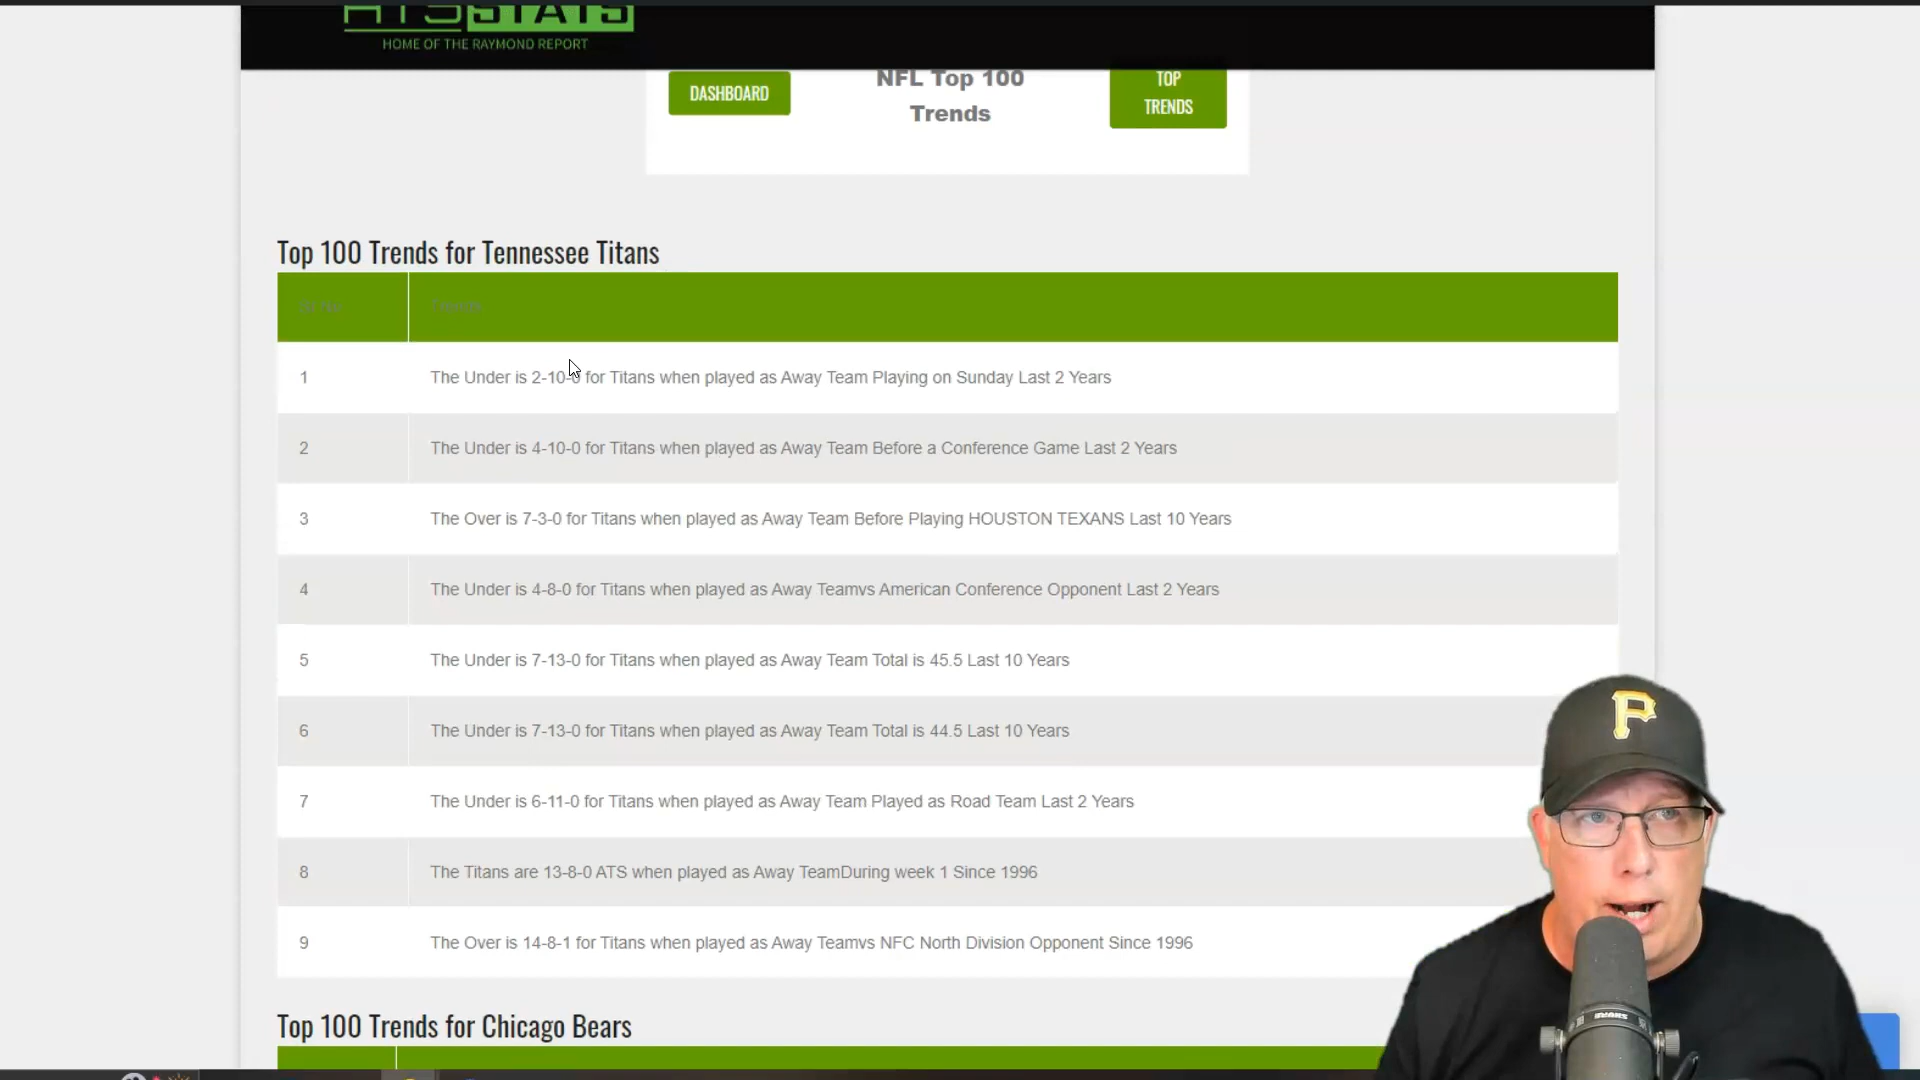 ATS STATS
HOME OF THE RAYMOND REPORT
DASHBOARD
NFL Top 100
Trends
TOP
TRENDS
Top 100 Trends for Tennessee Titans
Trends
1 The Under is 2-10-0 for Titans when played as Away Team Playing on Sunday Last 2 Years
2 The Under is 4-10-0 for Titans when played as Away Team Before a Conference Game Last 2 Years
3 The Over is 7-3-0 for Titans when played as Away Team Before Playing HOUSTON TEXANS Last 10 Years
4 The Under is 4-8-0 for Titans when played as Away Teamvs American Conference Opponent Last 2 Years
5 The Under is 7-13-0 for Titans when played as Away Team Total is 45.5 Last 10 Years
6 The Under is 7-13-0 for Titans when played as Away Team Total is 44.5 Last 10 Years
7 The Under is 6-11-0 for Titans when played as Away Team Played as Road Team Last 2 Years
8 The Titans are 13-8-0 ATS when played as Away TeamDuring week 1 Since 1996
9 The Over is 14-8-1 for Titans when played as Away Teamvs NFC North Division Opponent Since 1996
P
SHURE
Top 100 Trends for Chicago Bears